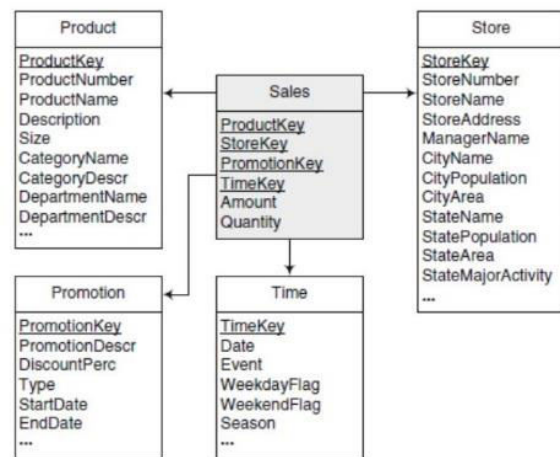 Product
ProductKey
ProductNumber
ProductName
Description
Size
CategoryName
CategoryDescr
DepartmentName
DepartmentDescr
...
Sales
ProductKey
StoreKey
PromotionKey
TimeKey
Amount
Quantity
Store
StoreKey
StoreNumber
StoreName
StoreAddress
ManagerName
CityName
CityPopulation
CityArea
StateName
StatePopulation
StateArea
StateMajorActivity
...
Promotion
PromotionKey
PromotionDescr
DiscountPerc
Type
StartDate
EndDate
...
Time
TimeKey
Date
Event
WeekdayFlag
WeekendFlag
Season
...